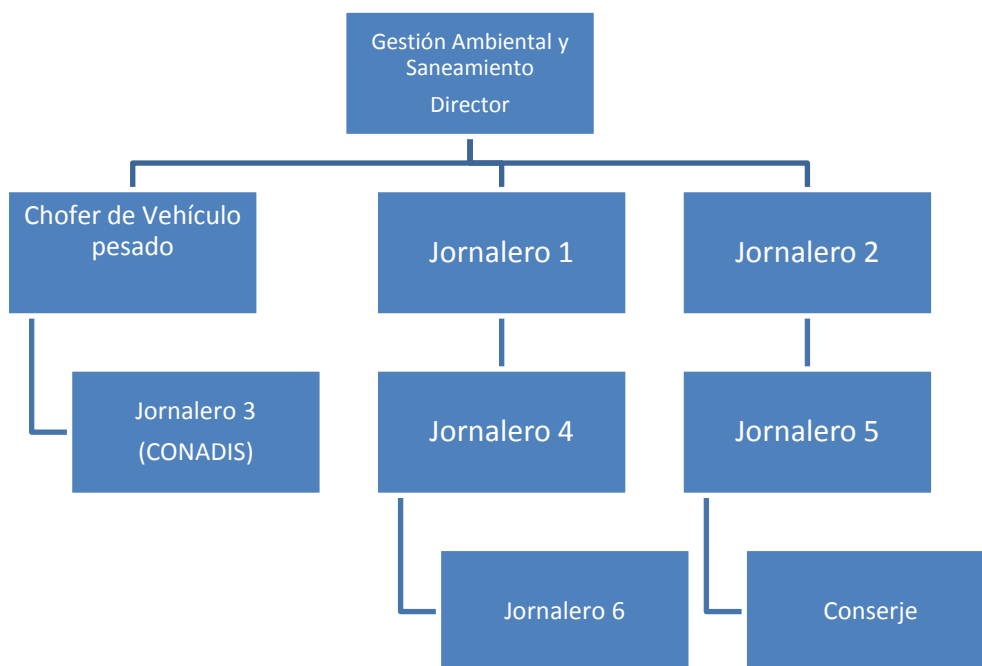 Gestión Ambiental y
Saneamiento
Director
Chofer de Vehículo
pesado
Jornalero 1
Jornalero 2
Jornalero 3
(CONADIS)
Jornalero 4
Jornalero 5
Jornalero 6
Conserje